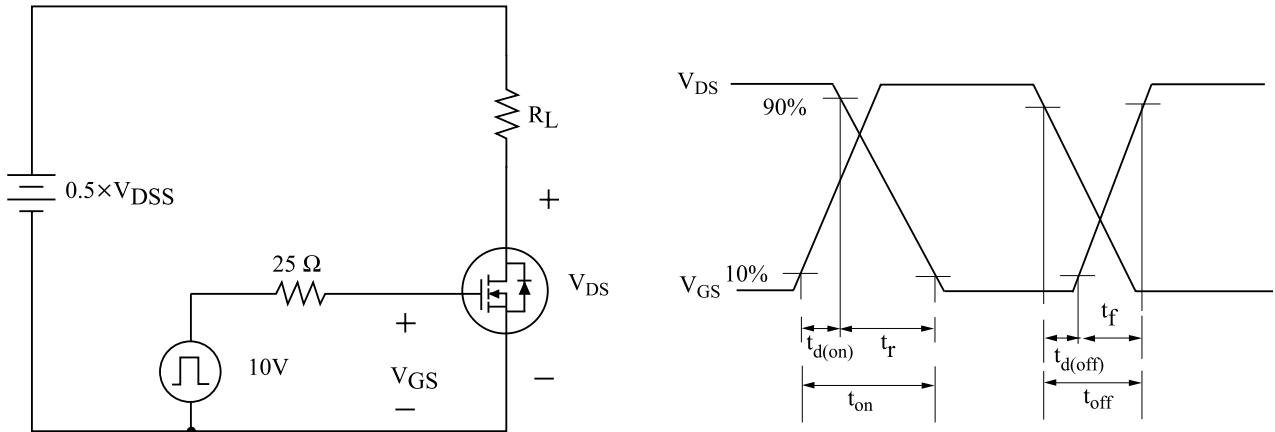 R_L
0.5×V_DSS
25 Ω
V_DS
10V
V_GS
V_DS
90%
V_GS
10%
t_d(on)
t_r
t_on
t_f
t_d(off)
t_off